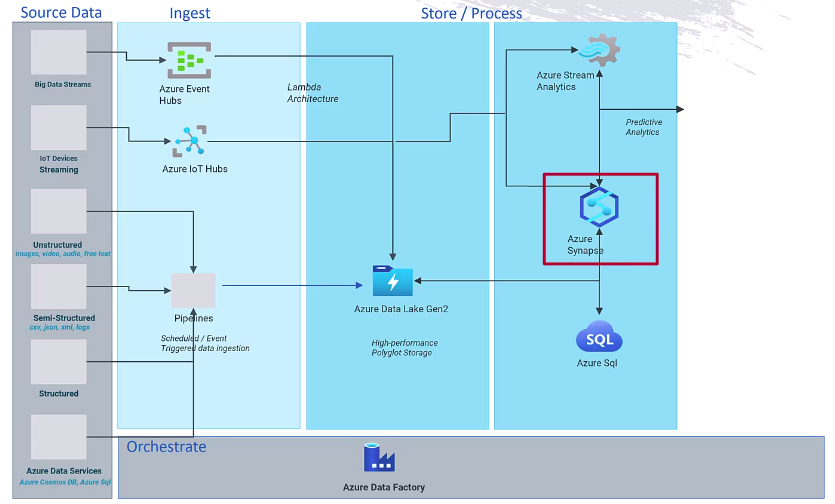 Source Data
Ingest
Store / Process
Big Data Streams
IoT Devices
Streaming
Unstructured
images, video, audio, free text
Semi-Structured
csv, json, xml, logs
Structured
Azure Data Services
Azure Cosmos DB, Azure Sql
Azure Event
Hubs
Azure IoT Hubs
Pipelines
Scheduled / Event
Triggered data ingestion
Lambda
Architecture
Azure Data Lake Gen2
High-performance
Polyglot Storage
Azure Stream
Analytics
Predictive
Analytics
Azure
Synapse
SQL
Azure Sql
Orchestrate
Azure Data Factory